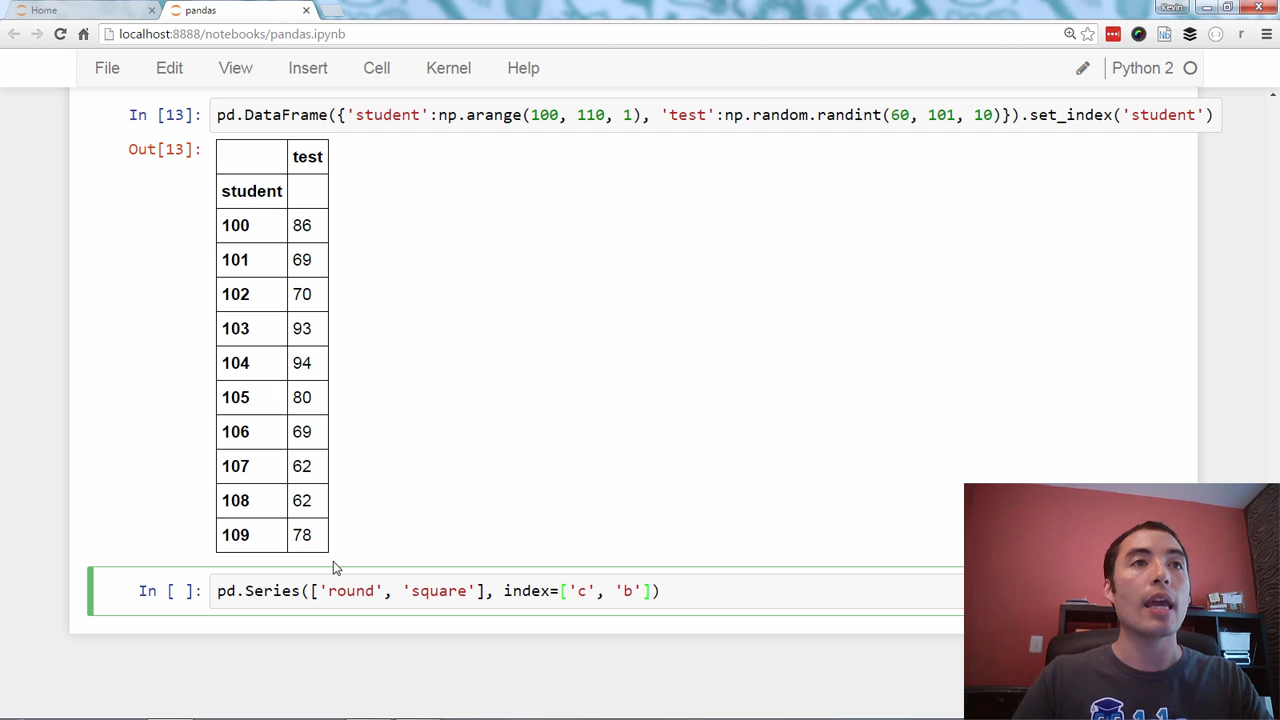 Home
pandas
Kevin
localhost:8888/notebooks/pandas.ipynb
File Edit View Insert Cell Kernel Help Python 2
In [13]: pd.DataFrame({'student':np.arange(100, 110, 1), 'test':np.random.randint(60, 101, 10)}).set_index('student')
Out[13]:
test
student
100 86
101 69
102 70
103 93
104 94
105 80
106 69
107 62
108 62
109 78
In [ ]: pd.Series(['round', 'square'], index=['c', 'b'])